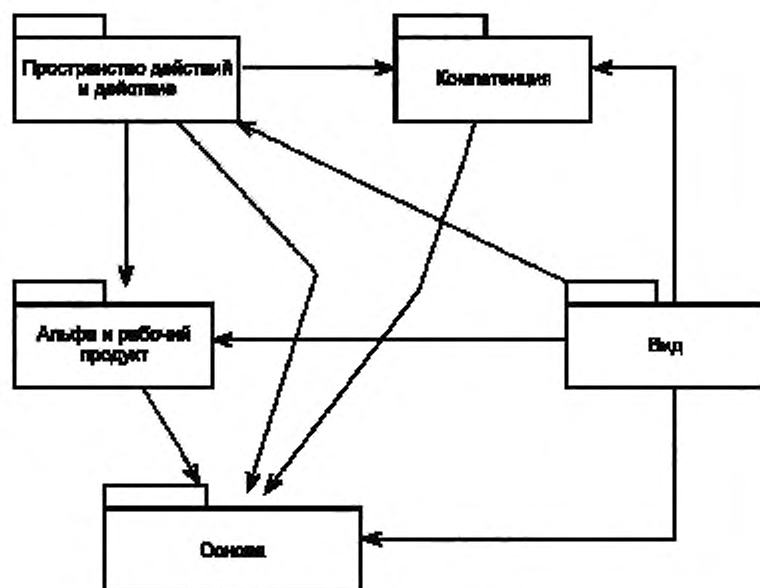 Пространство действий
и действие
Компетенция
Альфа и рабочий
продукт
Вид
Основа